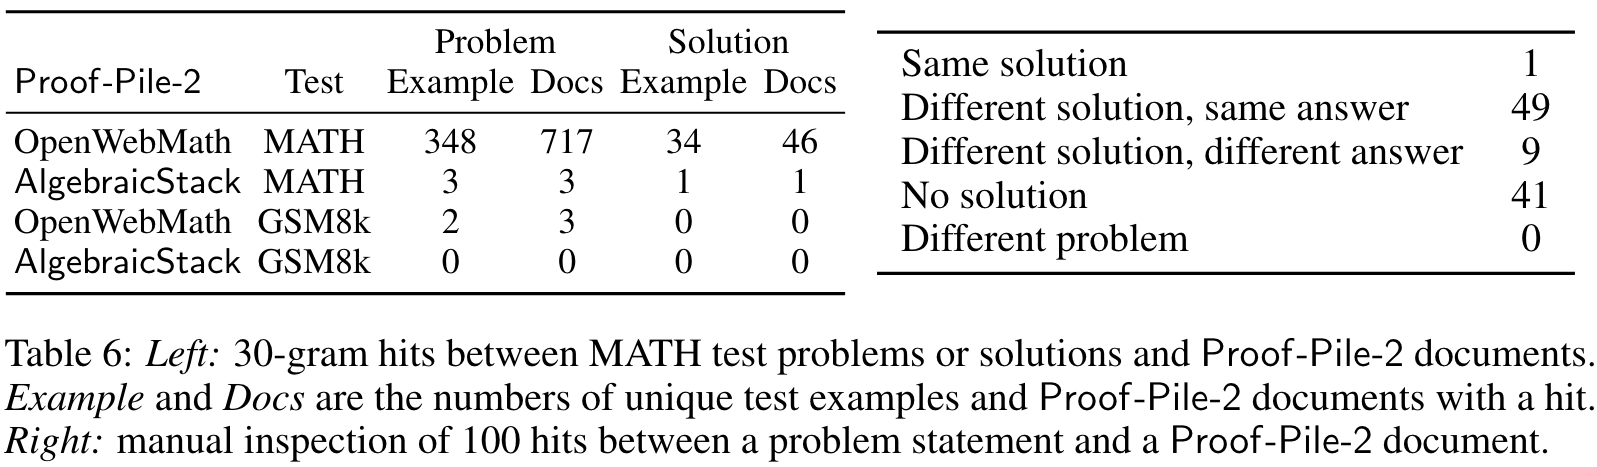 Problem Solution
Proof-Pile-2 Test Example Docs Example Docs
OpenWebMath MATH 348 717 34 46
AlgebraicStack MATH 3 3 1 1
OpenWebMath GSM8k 2 3 0 0
AlgebraicStack GSM8k 0 0 0 0
Same solution 1
Different solution, same answer 49
Different solution, different answer 9
No solution 41
Different problem 0
Table 6: Left: 30-gram hits between MATH test problems or solutions and Proof-Pile-2 documents.
Example and Docs are the numbers of unique test examples and Proof-Pile-2 documents with a hit.
Right: manual inspection of 100 hits between a problem statement and a Proof-Pile-2 document.